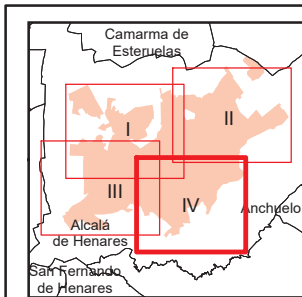 Camarma de
Esteruelas
I
II
III
IV
Anchuelo
Alcalá
de Henares
San Fernando
de Henares